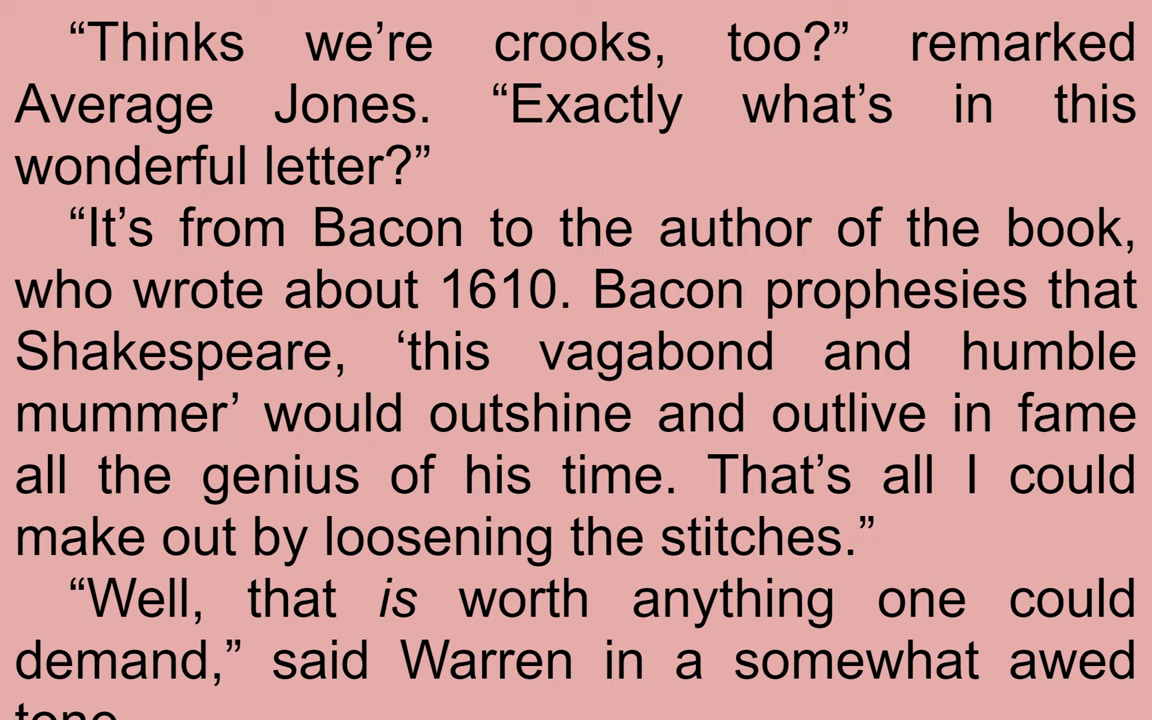 “Thinks we’re crooks, too?” remarked
Average Jones. “Exactly what’s in this
wonderful letter?”
“It’s from Bacon to the author of the book,
who wrote about 1610. Bacon prophesies that
Shakespeare, ‘this vagabond and humble
mummer’ would outshine and outlive in fame
all the genius of his time. That’s all I could
make out by loosening the stitches.”
“Well, that is worth anything one could
demand,” said Warren in a somewhat awed
tone.